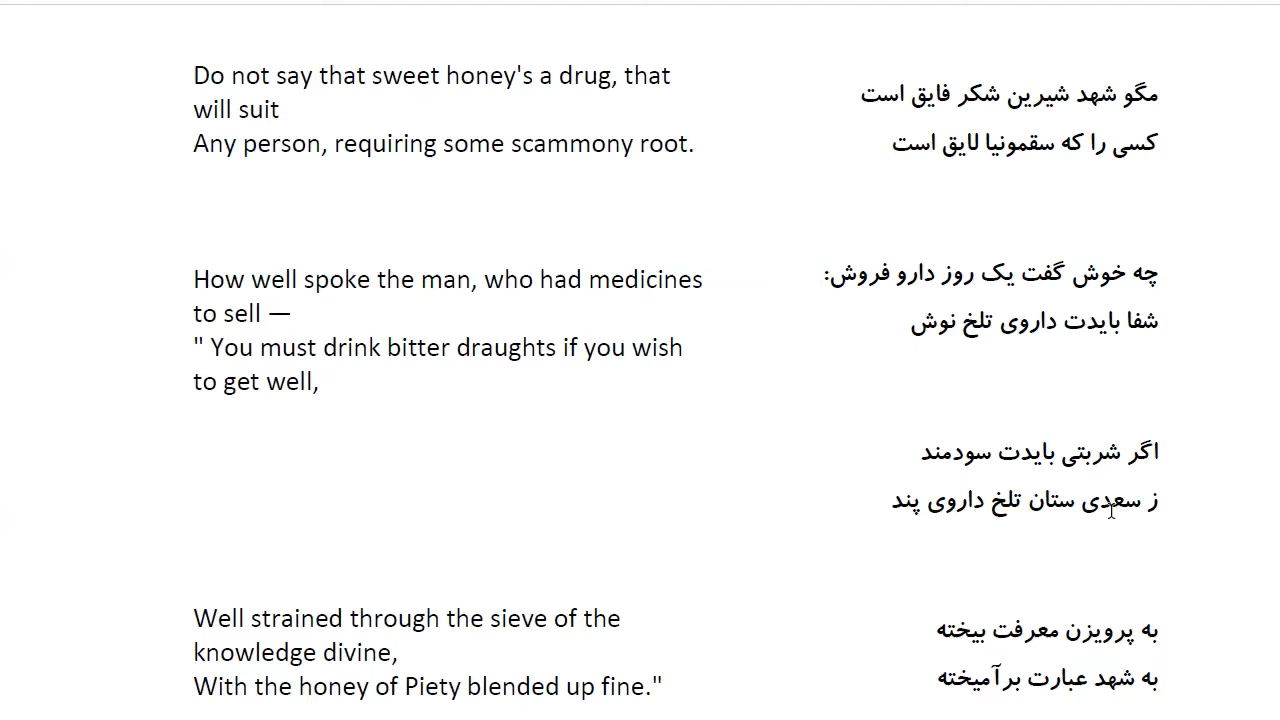 Do not say that sweet honey's a drug, that
will suit
Any person, requiring some scammony root.
مگو شهد شیرین شکر فایق است
کسی را که سقمونیا لایق است
How well spoke the man, who had medicines
to sell —
" You must drink bitter draughts if you wish
to get well,
چه خوش گفت یک روز دارو فروش:
شفا بایدت داروی تلخ نوش
اگر شربتی بایدت سودمند
ز سعدی ستان تلخ داروی پند
Well strained through the sieve of the
knowledge divine,
With the honey of Piety blended up fine."
به پرویزن معرفت بیخته
به شهد عبارت برآمیخته